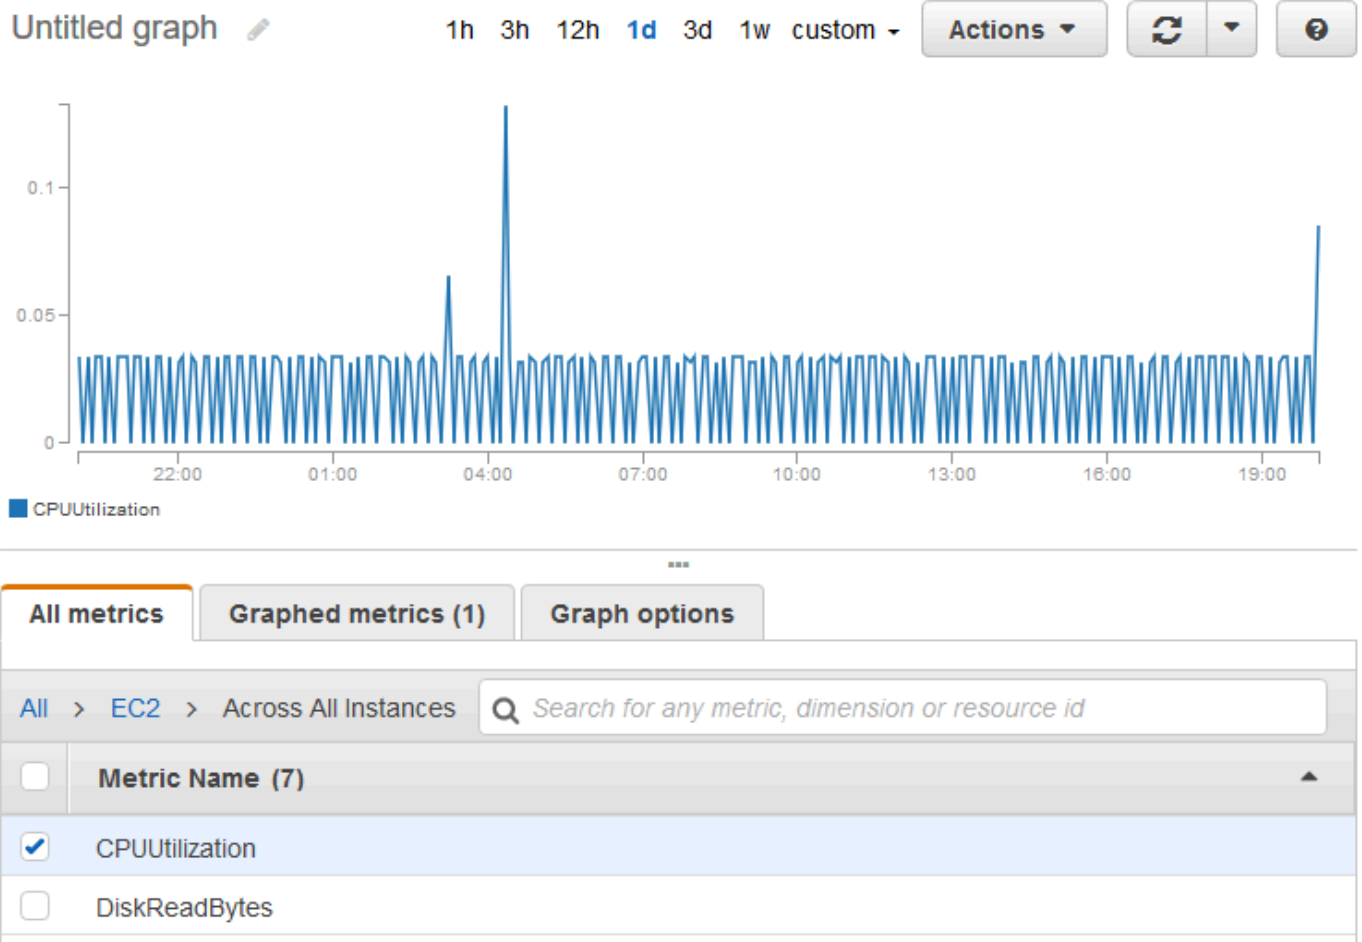 Untitled graph 1h 3h 12h 1d 3d 1w custom Actions
0.1
0.05
0
22:00 01:00 04:00 07:00 10:00 13:00 16:00 19:00
CPUUtilization
All metrics Graphed metrics (1) Graph options
All > EC2 > Across All Instances Search for any metric, dimension or resource id
Metric Name (7)
CPUUtilization
DiskReadBytes